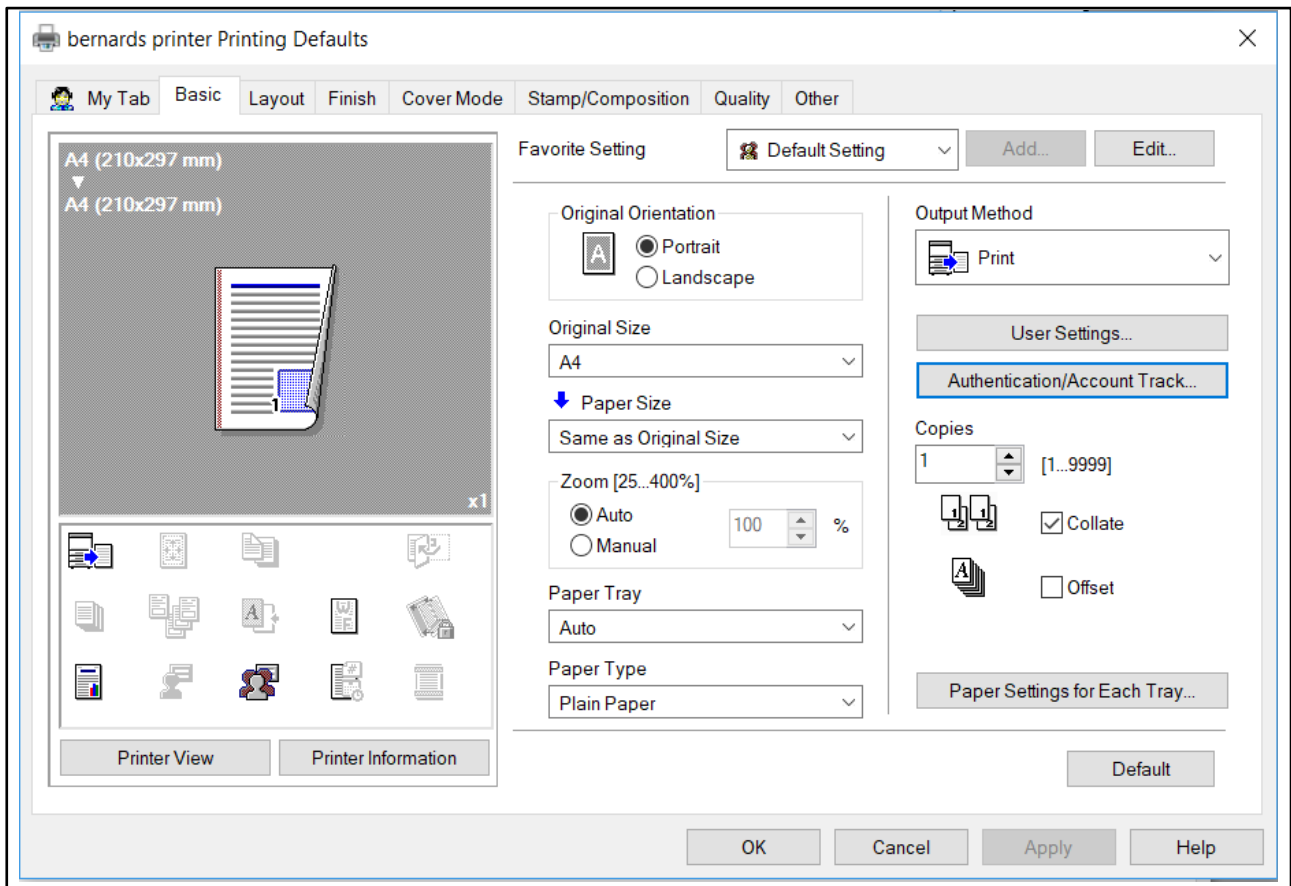 bernards printer Printing Defaults
My Tab Basic Layout Finish Cover Mode Stamp/Composition Quality Other
A4 (210x297 mm)
A4 (210x297 mm)
1
x1
Printer View Printer Information
Favorite Setting Default Setting Add... Edit...
Original Orientation
A Portrait
Landscape
Original Size
A4
Paper Size
Same as Original Size
Zoom [25...400%]
Auto
Manual
100 %
Paper Tray
Auto
Paper Type
Plain Paper
Output Method
Print
User Settings...
Authentication/Account Track...
Copies
1 [1...9999]
Collate
Offset
Paper Settings for Each Tray...
Default
OK Cancel Apply Help